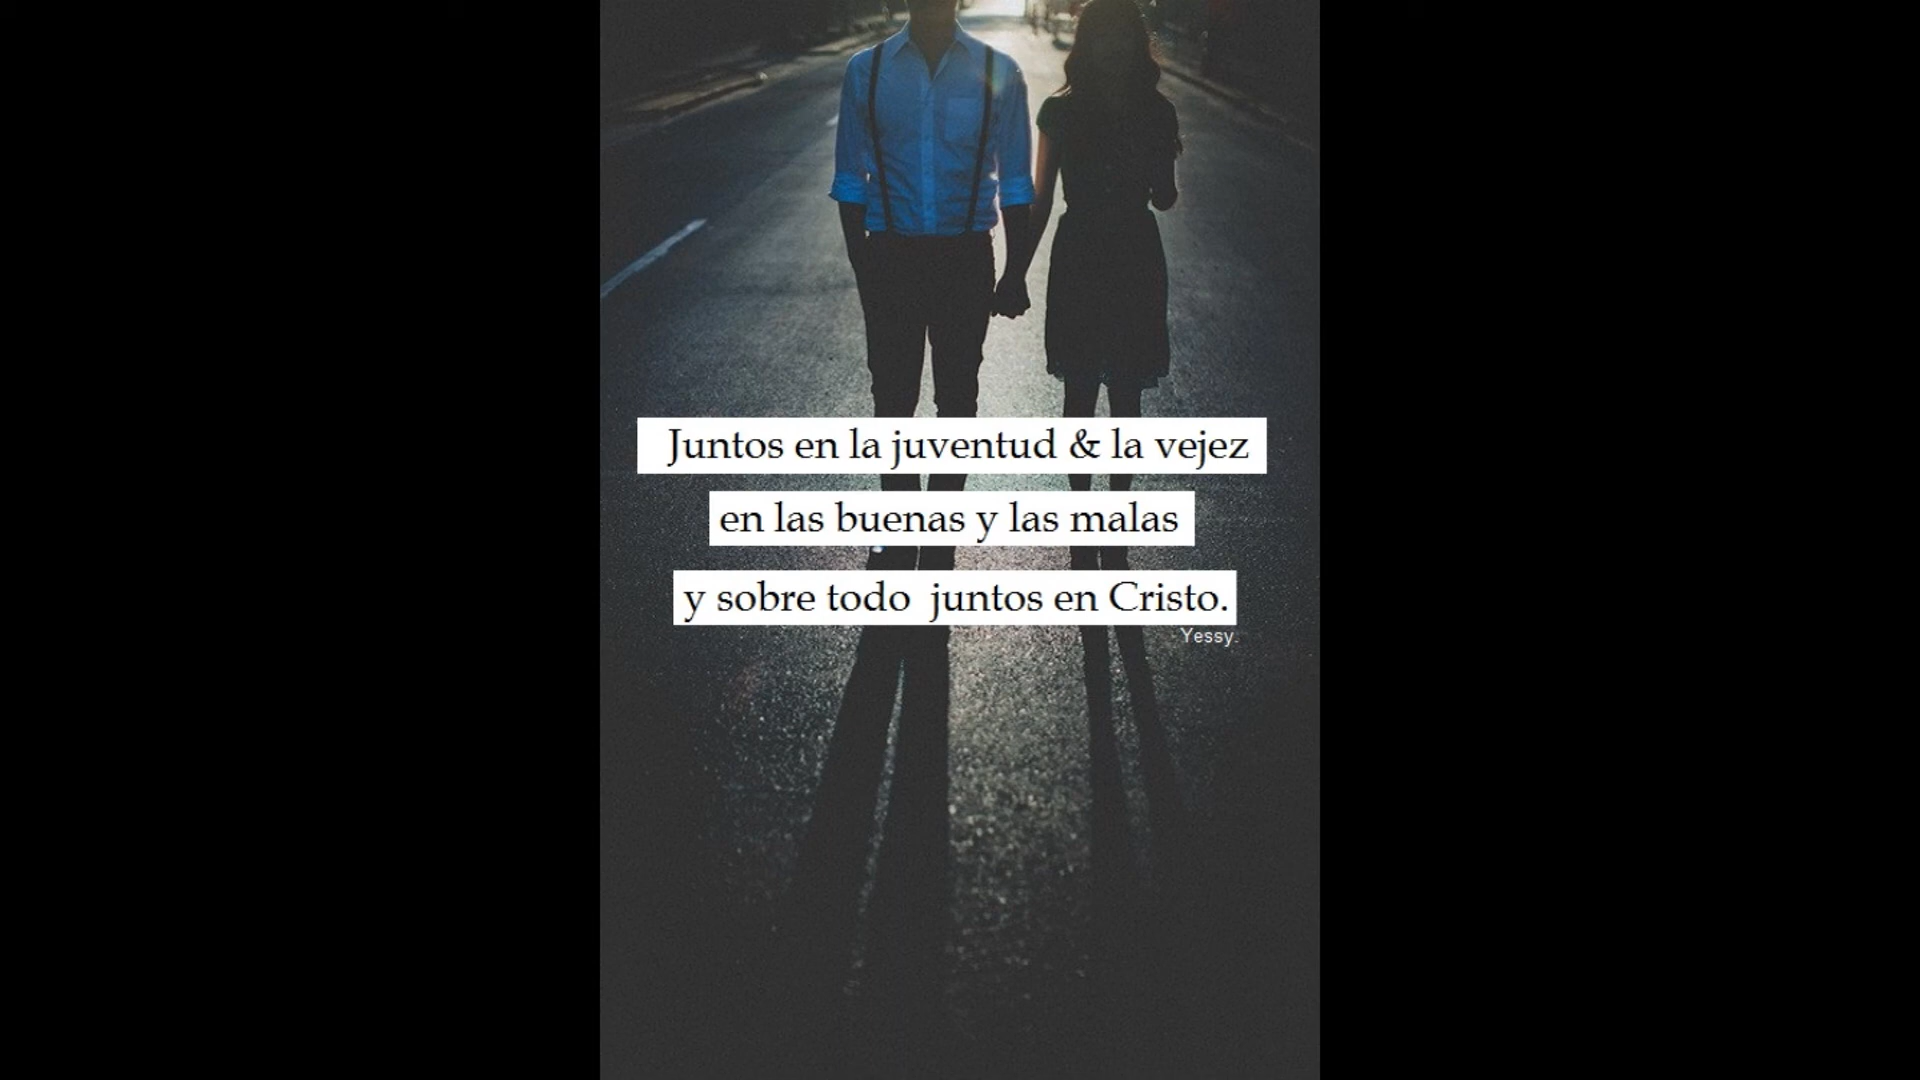 Juntos en la juventud & la vejez
en las buenas y las malas
y sobre todo juntos en Cristo.
Yessy.